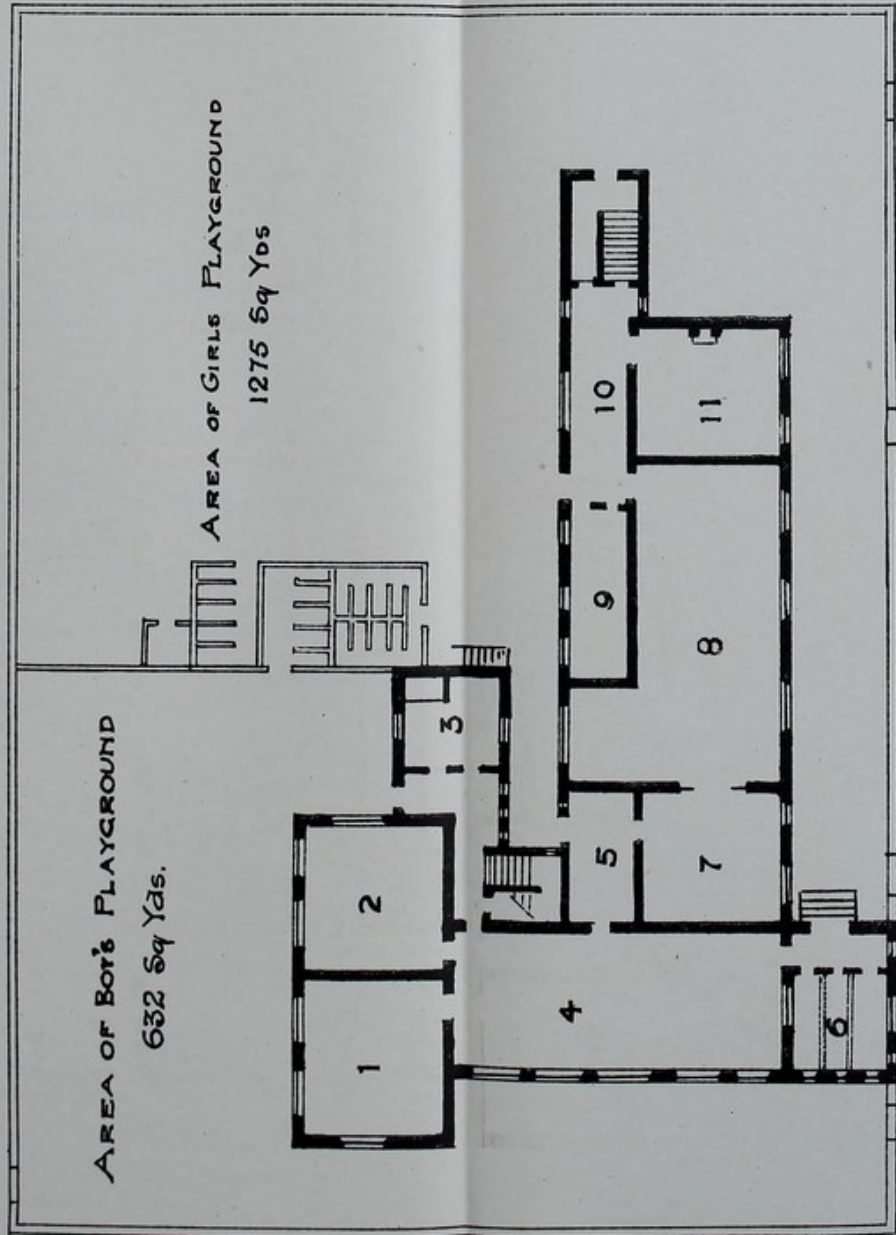 AREA OF BOY'S PLAYGROUND
632 Sq Yds.
AREA OF GIRLS PLAYGROUND
1275 Sq Yds
1
2
3
4
5
6
7
8
9
10
11